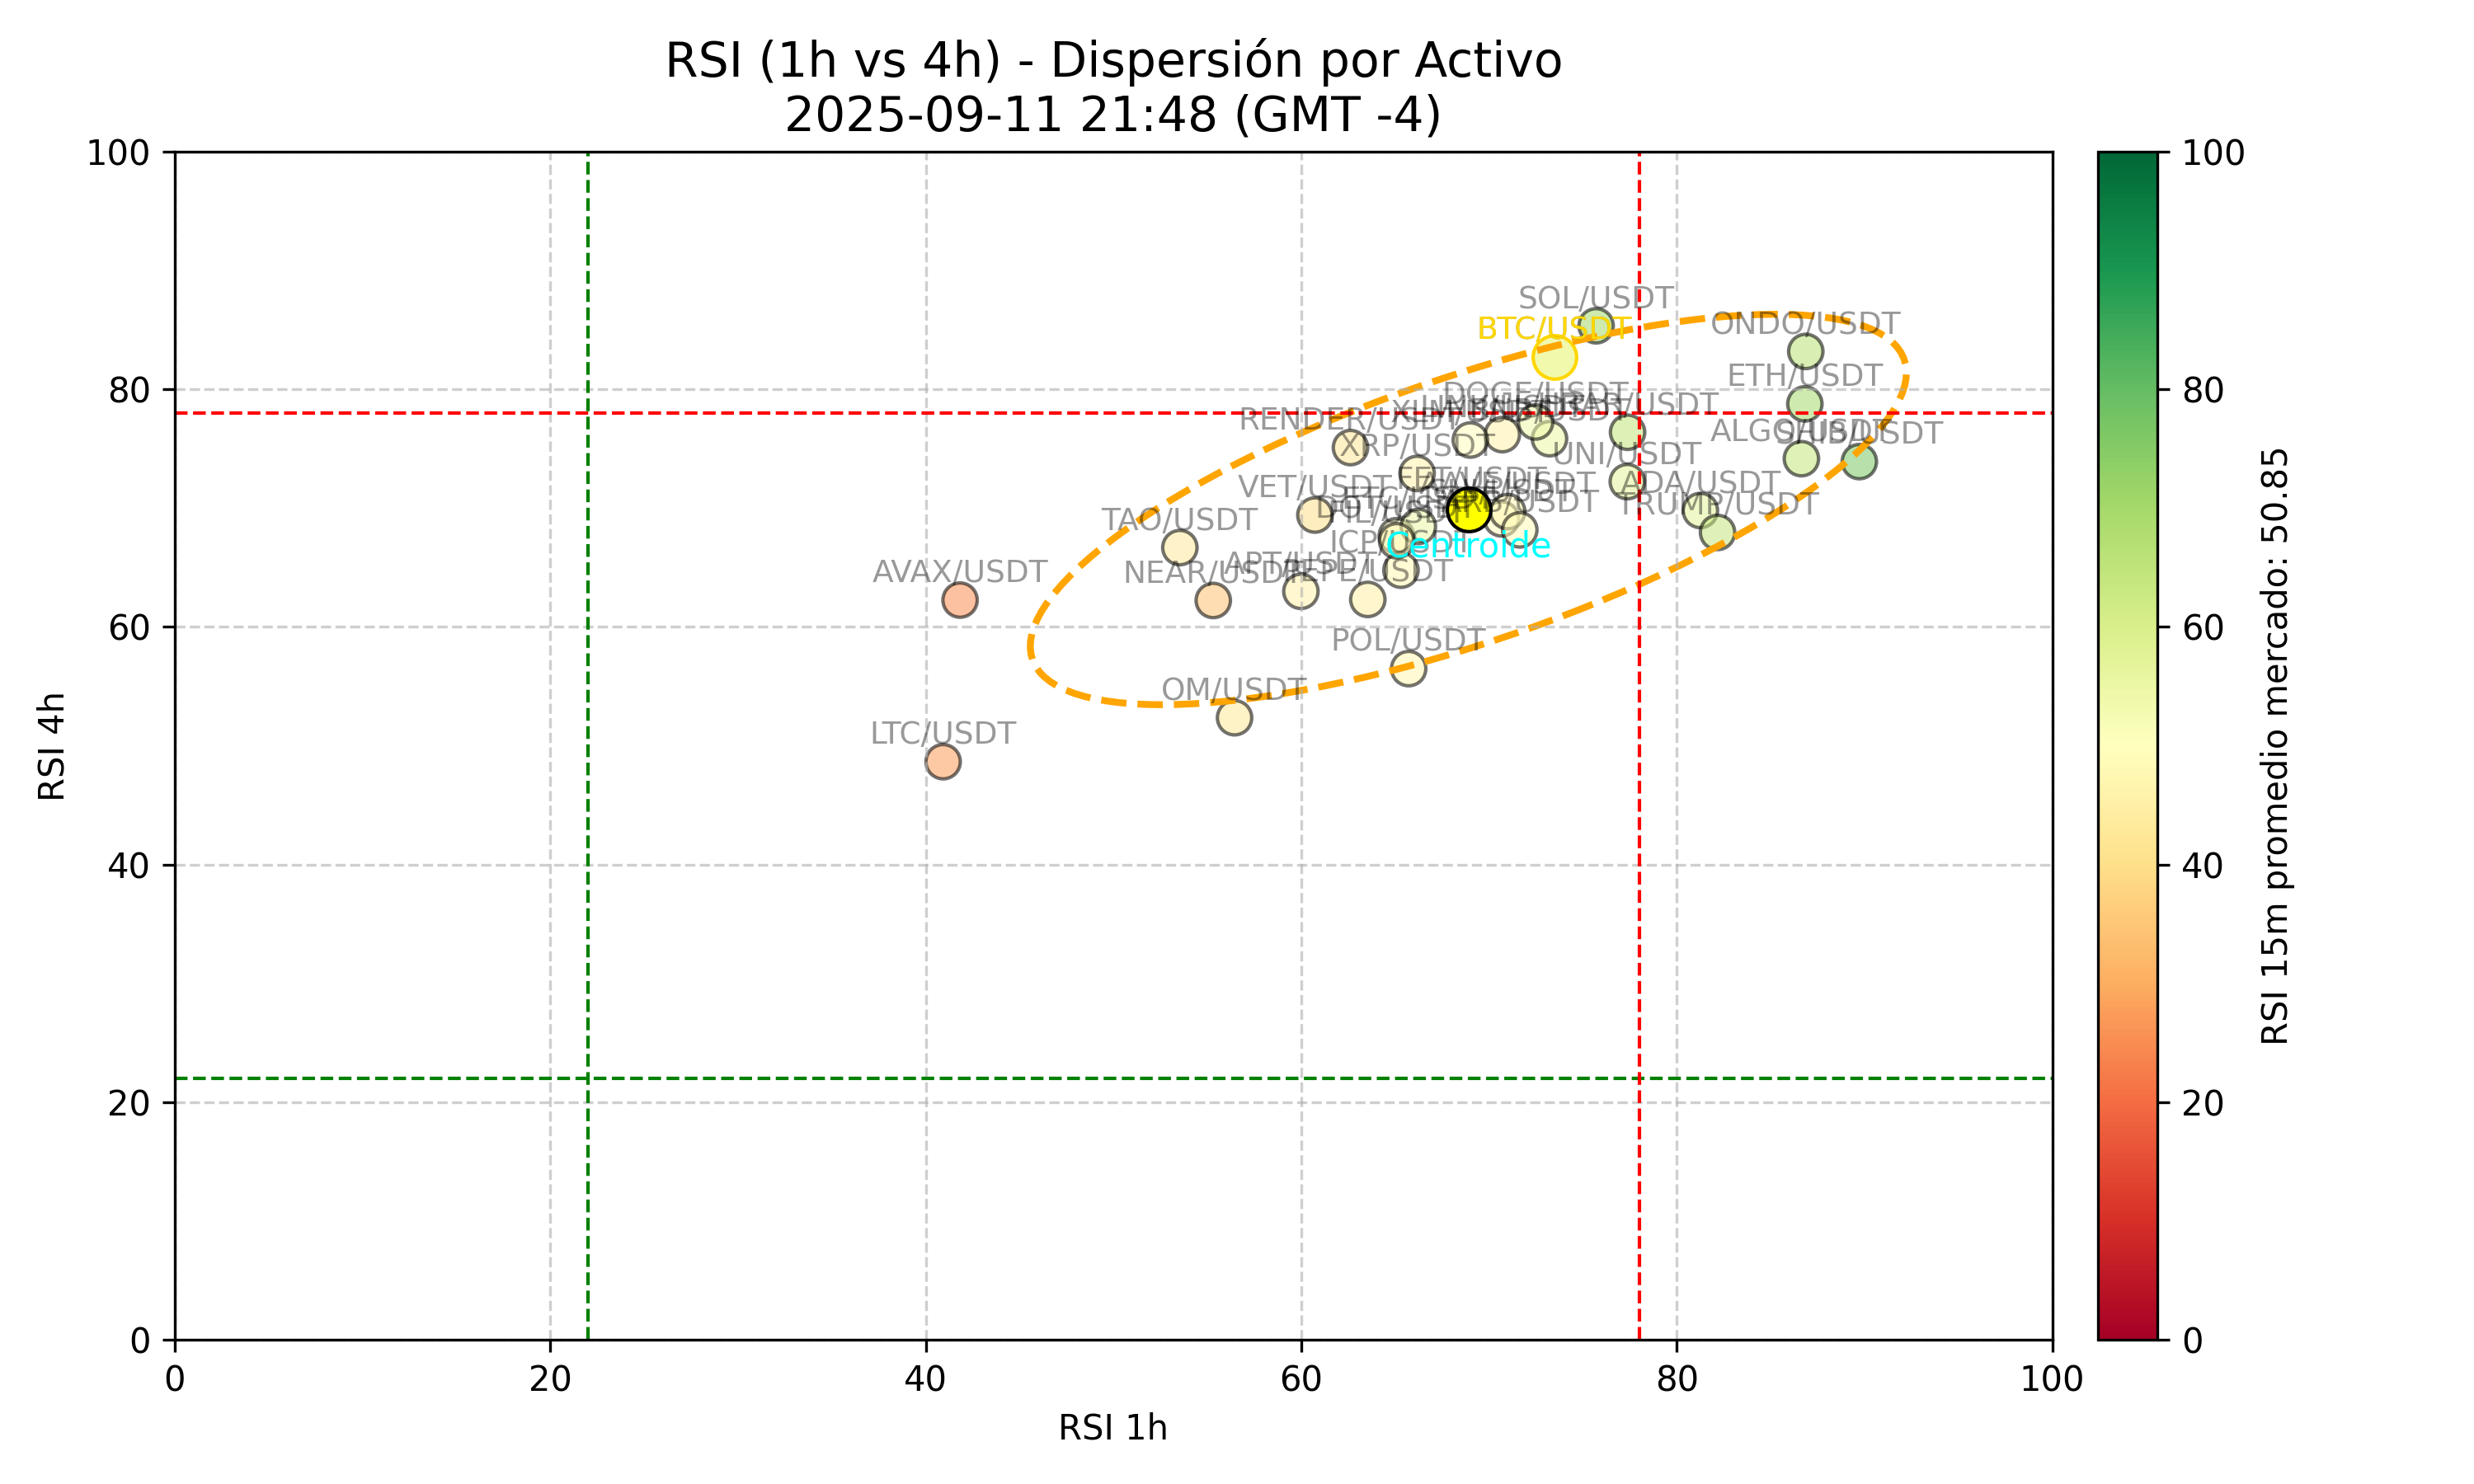 RSI (1h vs 4h) - Dispersión por Activo
2025-09-11 21:48 (GMT -4)
100
80
60
40
20
0
RSI 4h
0
20
40
60
80
100
RSI 1h
SOL/USDT
BTC/USDT
ONDO/USDT
ETH/USDT
DOGE/USDT
RENDER/USDT
XRP/USDT
ALGO/USDT
SHIB/USDT
UNI/USDT
VET/USDT
ADA/USDT
TRUMP/USDT
TAO/USDT
ICP/USDT
Centroide
AVAX/USDT
NEAR/USDT
APT/USDT
PEPE/USDT
POL/USDT
OM/USDT
LTC/USDT
100
80
60
40
20
0
RSI 15m promedio mercado: 50.85